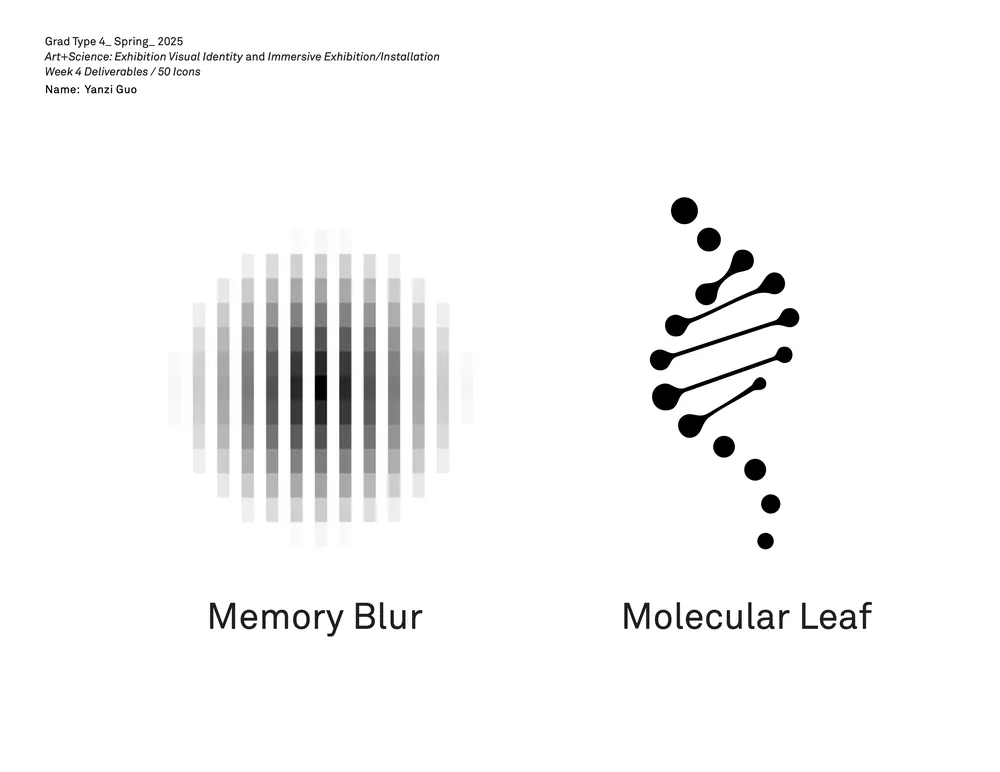 Grad Type 4_ Spring_ 2025
Art+Science: Exhibition Visual Identity and Immersive Exhibition/Installation
Week 4 Deliverables / 50 Icons
Name: Yanzi Guo
Memory Blur
Molecular Leaf